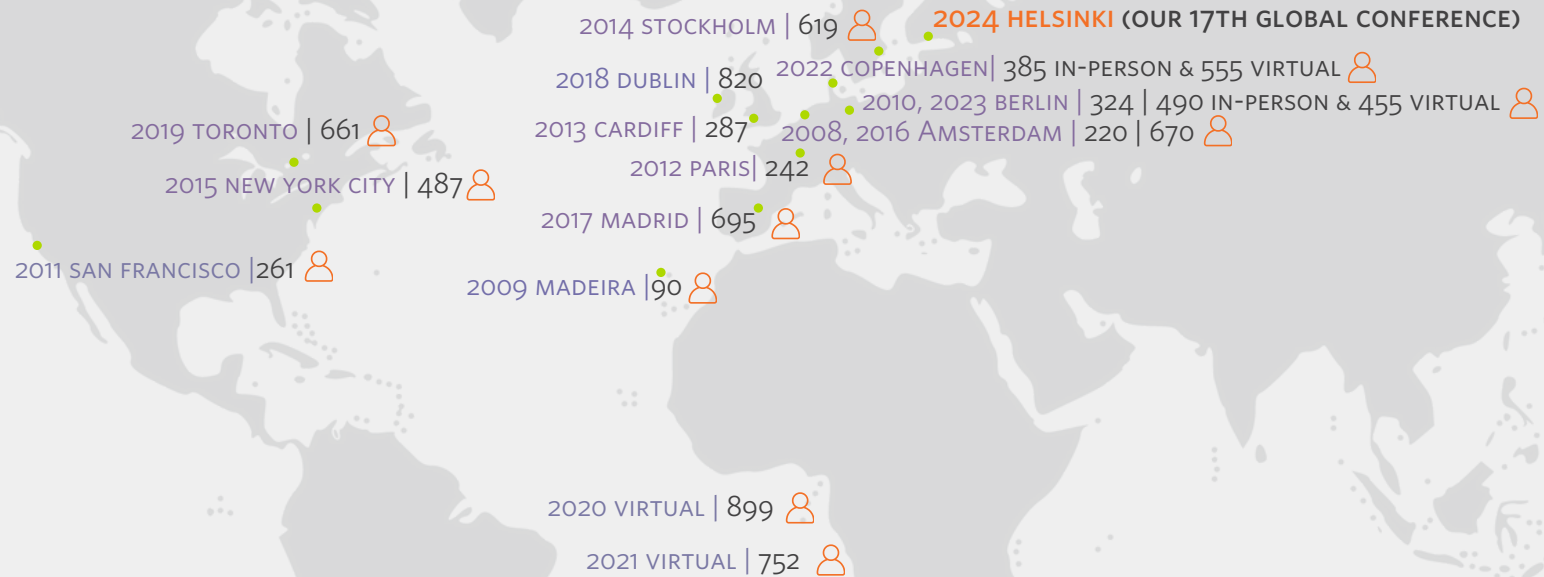 2014 STOCKHOLM | 619
2024 HELSINKI (OUR 17TH GLOBAL CONFERENCE)
2018 DUBLIN | 820
2022 COPENHAGEN| 385 IN-PERSON & 555 VIRTUAL
2010, 2023 BERLIN | 324 | 490 IN-PERSON & 455 VIRTUAL
2019 TORONTO | 661
2013 CARDIFF | 287
2008, 2016 AMSTERDAM | 220 | 670
2012 PARIS| 242
2015 NEW YORK CITY | 487
2017 MADRID | 695
2011 SAN FRANCISCO |261
2009 MADEIRA |90
2020 VIRTUAL | 899
2021 VIRTUAL | 752